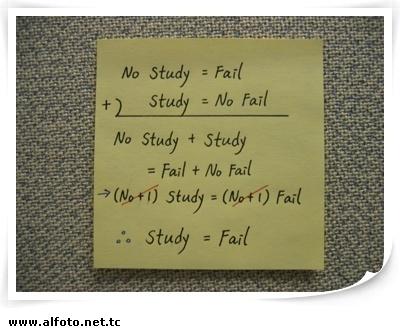 No Study = Fail
+) Study = No Fail
No Study + Study
= Fail + No Fail
→(No+1) Study = (No+1) Fail
∴ Study = Fail
www.alfoto.net.tc